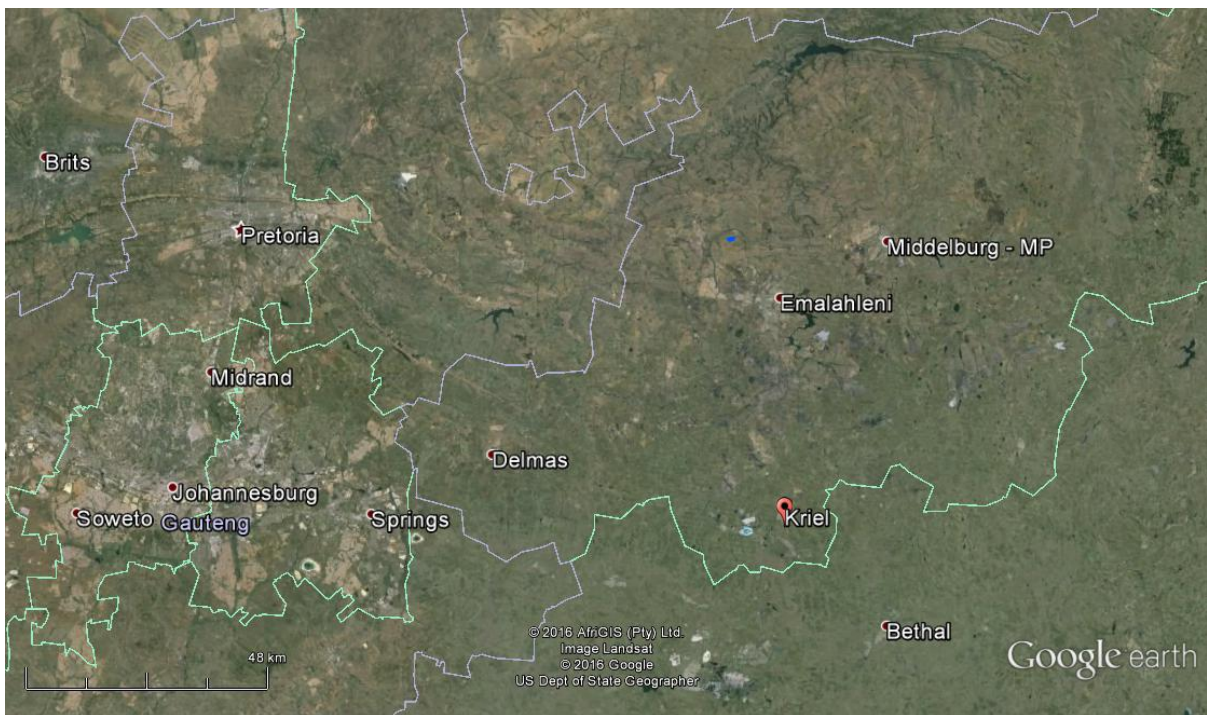 Brits
Pretoria
Middelburg - MP
Emalahleni
Midrand
Delmas
Johannesburg
Soweto
Gauteng
Springs
Kriel
Bethal
© 2016 AfriGIS (Pty) Ltd.
Image Landsat
© 2016 Google
US Dept of State Geographer
48 km
Google earth